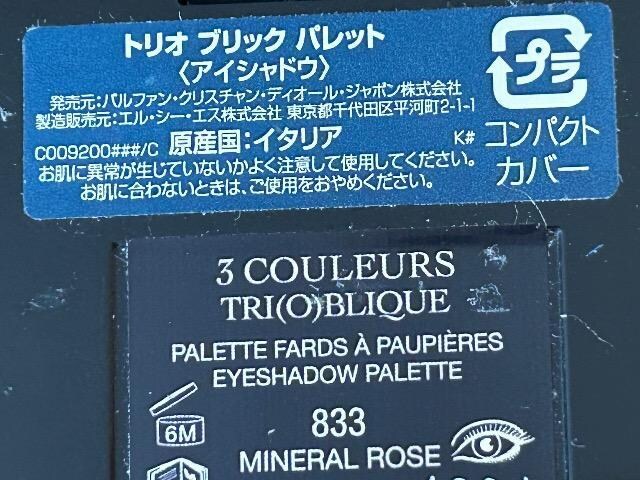 トリオ ブリック パレット
〈アイシャドウ〉
発売元：パルファン・クリスチャン・ディオール・ジャポン株式会社
製造販売元：エル・シー・エス株式会社 東京都千代田区平河町2-1-1
C009200###/C 原産国：イタリア K#
お肌に異常が生じていないかよく注意して使用してください。
お肌に合わないときは、ご使用をおやめください。
プラ
コンパクト
カバー
3 COULEURS
TRI(O)BLIQUE
PALETTE FARDS À PAUPIÈRES
EYESHADOW PALETTE
6M
833
MINERAL ROSE